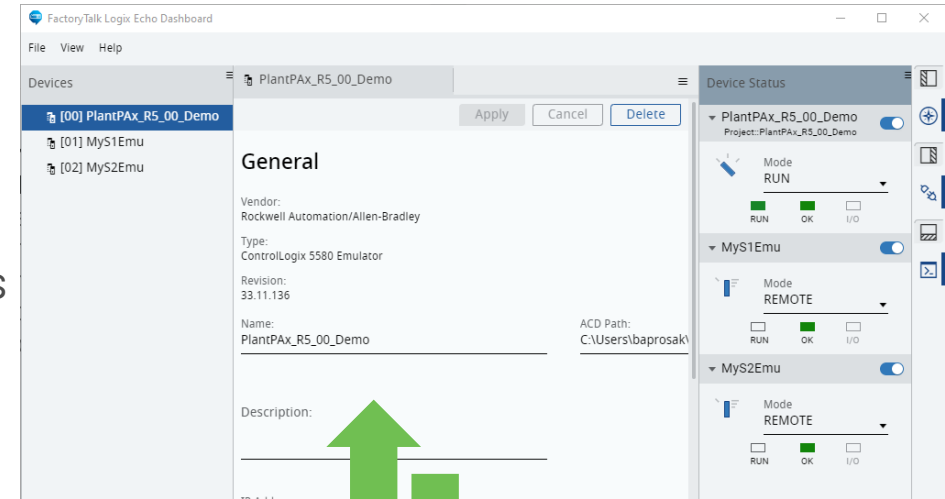 FactoryTalk Logix Echo Dashboard
File View Help
Devices
[00] PlantPAx_R5_00_Demo
[01] MyS1Emu
[02] MyS2Emu
PlantPAx_R5_00_Demo
Apply Cancel Delete
General
Vendor:
Rockwell Automation/Allen-Bradley
Type:
ControlLogix 5580 Emulator
Revision:
33.11.136
Name:
PlantPAx_R5_00_Demo
ACD Path:
C:\Users\baprosak\
Description:
Device Status
PlantPAx_R5_00_Demo
Project::PlantPAx_R5_00_Demo
Mode
RUN
RUN OK I/O
MyS1Emu
Mode
REMOTE
RUN OK I/O
MyS2Emu
Mode
REMOTE
RUN OK I/O
s